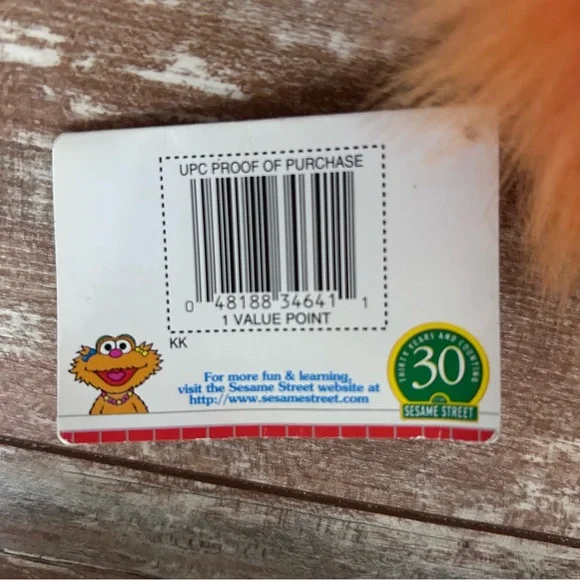 UPC PROOF OF PURCHASE
0 48188 34641 1
1 VALUE POINT
KK
For more fun & learning,
visit the Sesame Street website at
http://www.sesamestreet.com
THIRTY YEARS AND COUNTING
30
SESAME STREET